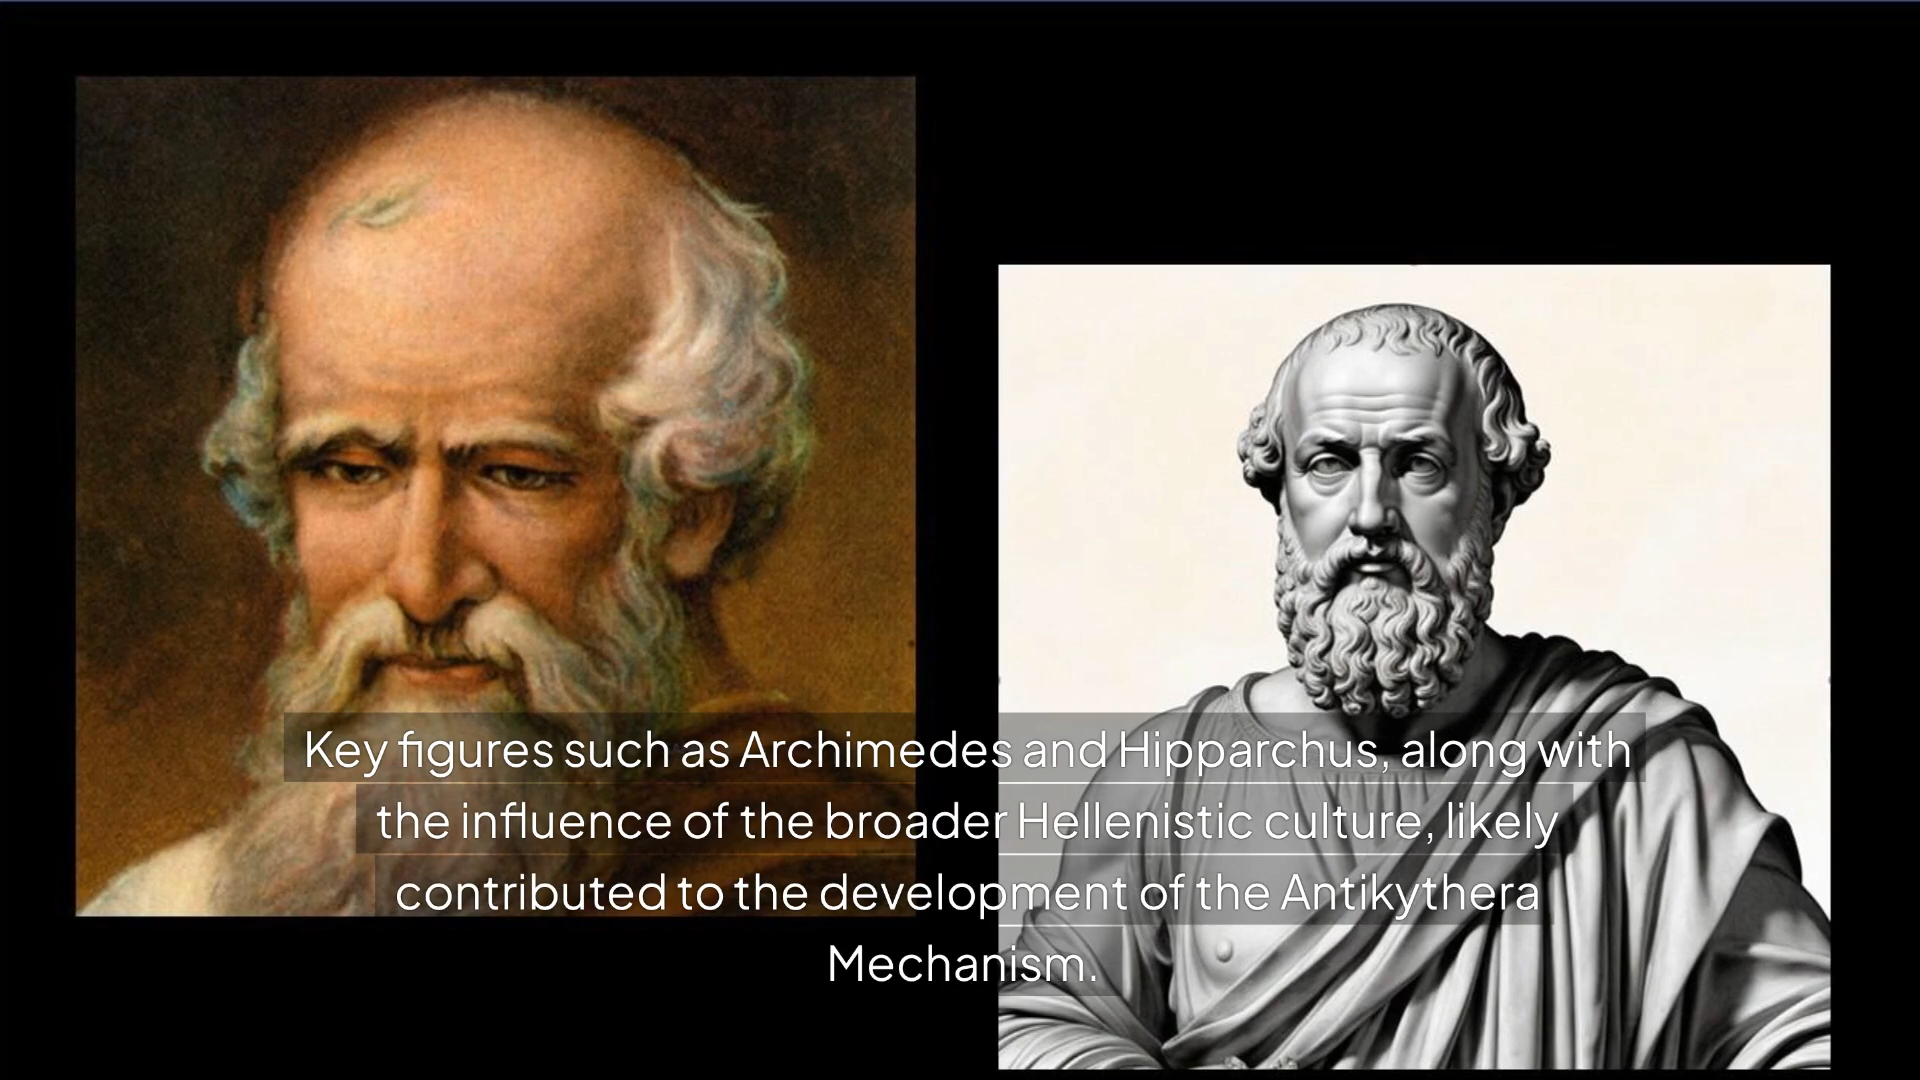 Key figures such as Archimedes and Hipparchus, along with
the influence of the broader Hellenistic culture, likely
contributed to the development of the Antikythera
Mechanism.